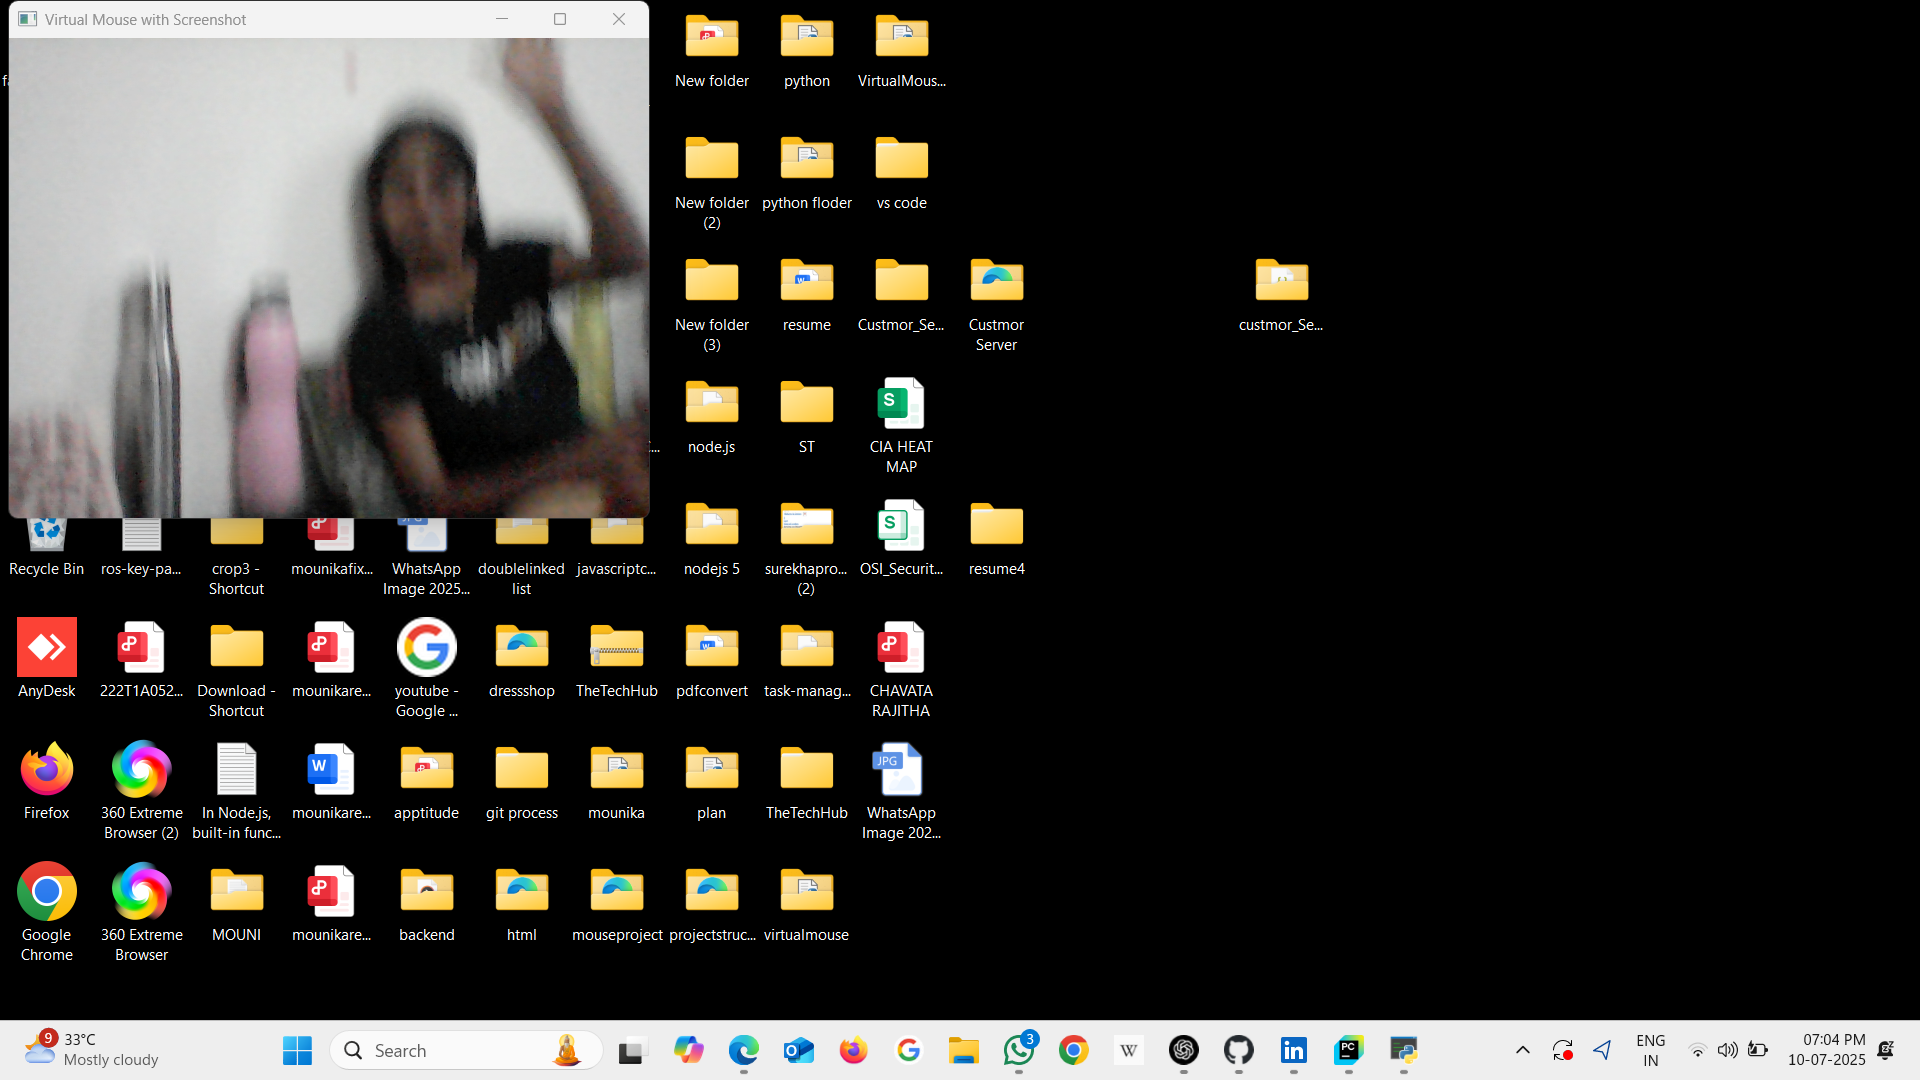 Virtual Mouse with Screenshot
New folder
python
VirtualMous...
New folder
(2)
python floder
vs code
New folder
(3)
resume
Custmor_Se...
Custmor
Server
custmor_Se...
node.js
ST
CIA HEAT
MAP
Recycle Bin
ros-key-pa...
crop3 -
Shortcut
mounikafix...
WhatsApp
Image 2025...
doublelinked
list
javascriptc...
nodejs 5
surekhapro...
(2)
OSI_Securit...
resume4
AnyDesk
222T1A052...
Download -
Shortcut
mounikare...
youtube -
Google ...
dressshop
TheTechHub
pdfconvert
task-manag...
CHAVATA
RAJITHA
Firefox
360 Extreme
Browser (2)
In Node.js,
built-in func...
mounikare...
apptitude
git process
mounika
plan
TheTechHub
WhatsApp
Image 202...
Google
Chrome
360 Extreme
Browser
MOUNI
mounikare...
backend
html
mouseproject
projectstruc...
virtualmouse
9
33°C
Mostly cloudy
Search
3
ENG
IN
07:04 PM
10-07-2025